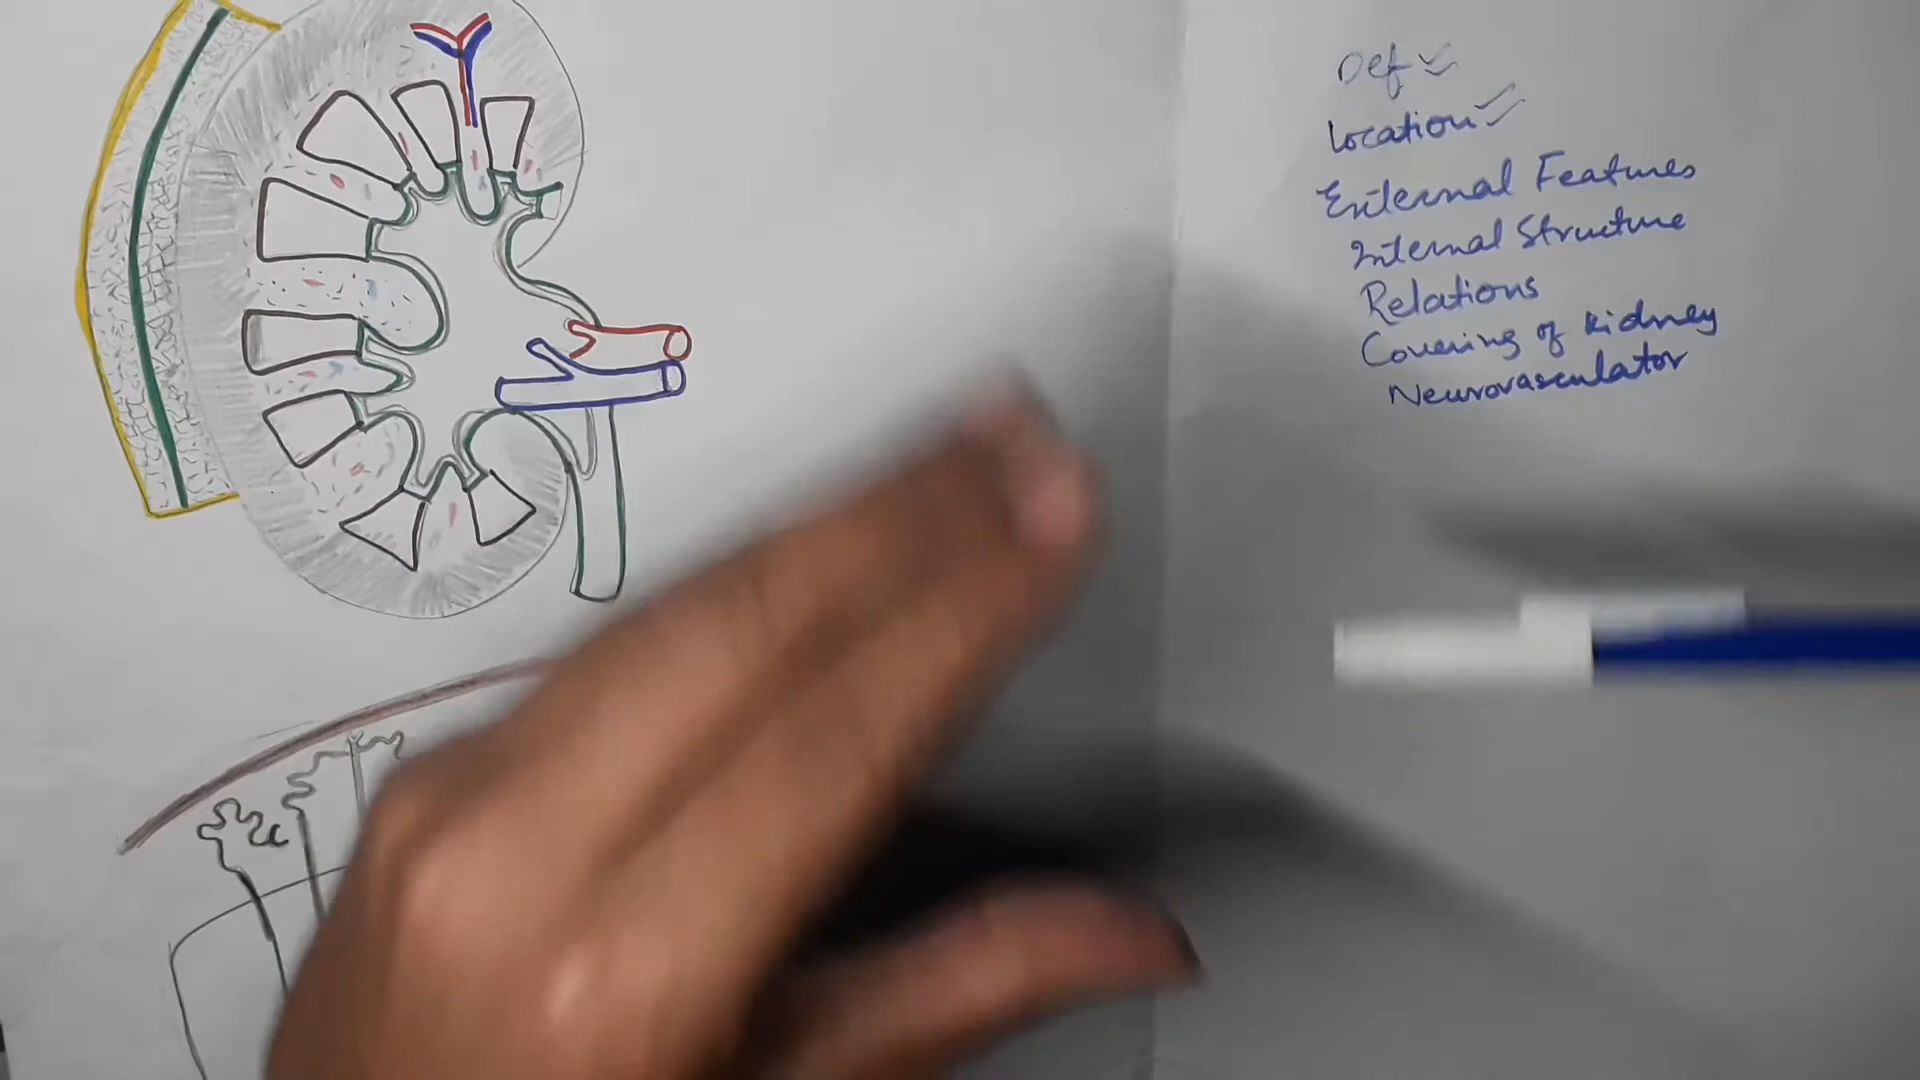 Def
Location
External Features
Internal Structure
Relations
Covering of kidney
Neurovasculator